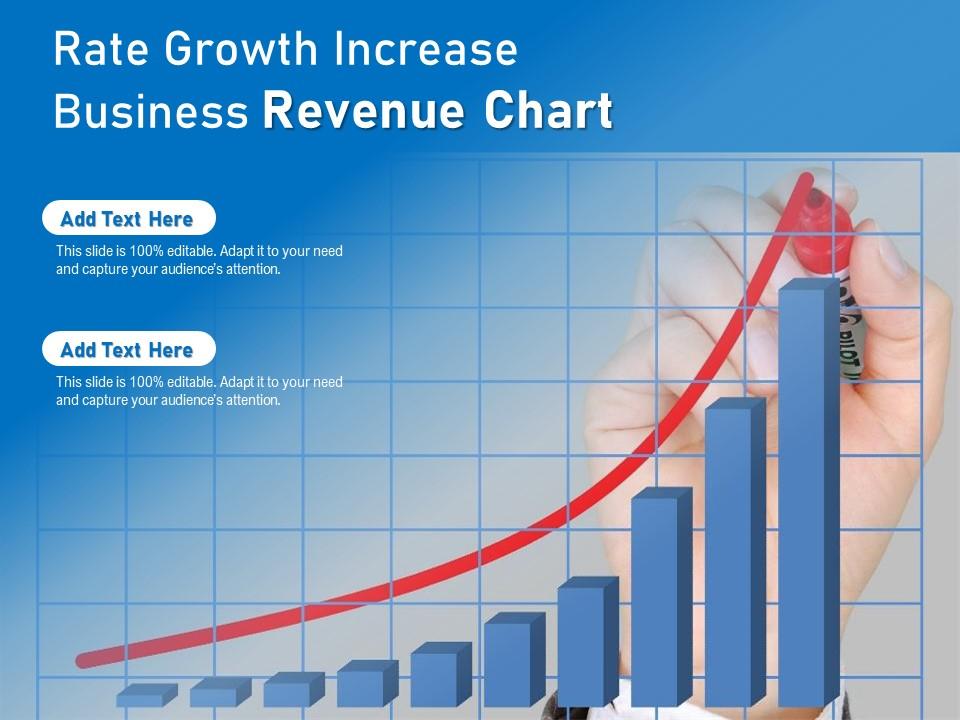 Rate Growth Increase
Business Revenue Chart
Add Text Here
This slide is 100% editable. Adapt it to your need
and capture your audience's attention.
Add Text Here
This slide is 100% editable. Adapt it to your need
and capture your audience's attention.
PILOT